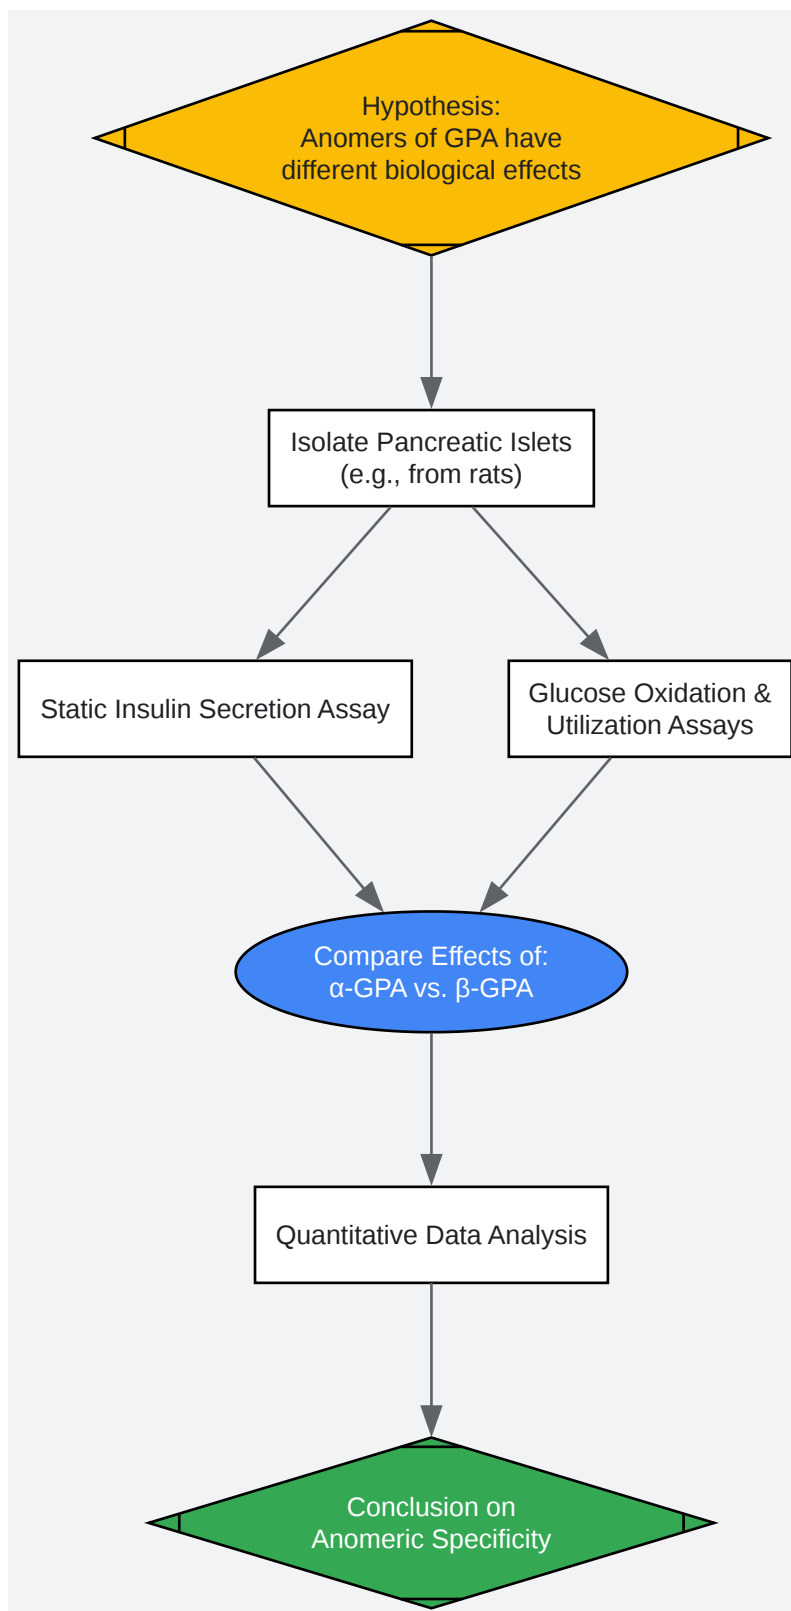 Hypothesis:
Anomers of GPA have
different biological effects
Isolate Pancreatic Islets
(e.g., from rats)
Static Insulin Secretion Assay
Glucose Oxidation &
Utilization Assays
Compare Effects of:
α-GPA vs. β-GPA
Quantitative Data Analysis
Conclusion on
Anomeric Specificity